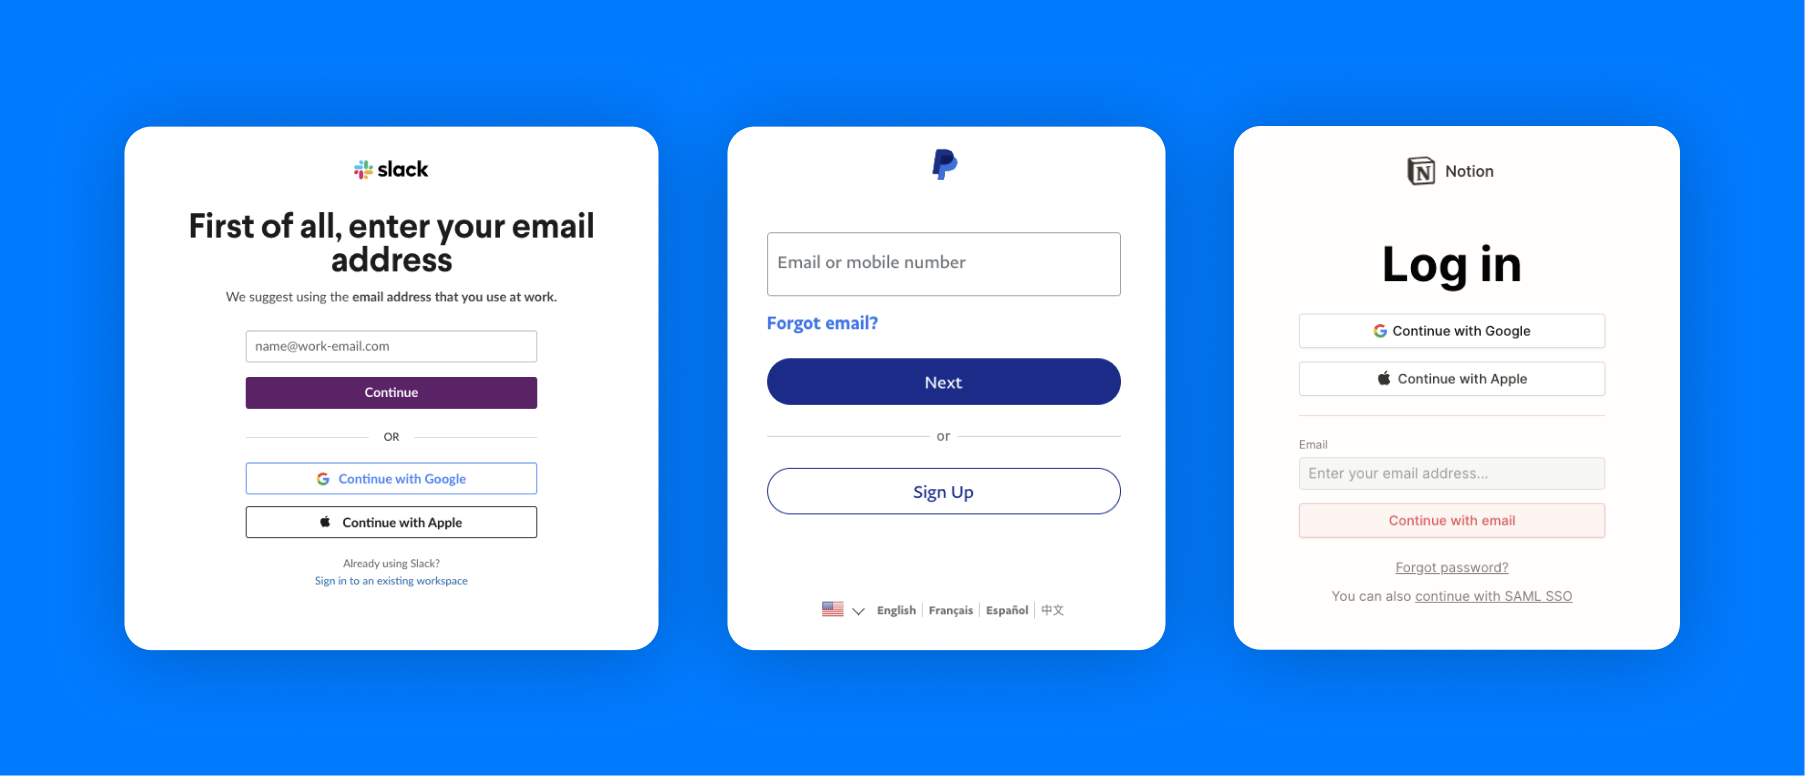 slack
First of all, enter your email
address
We suggest using the email address that you use at work.
name@work-email.com
Continue
OR
Continue with Google
Continue with Apple
Already using Slack?
Sign in to an existing workspace
Email or mobile number
Forgot email?
Next
or
Sign Up
English Français Español 中文
N Notion
Log in
Continue with Google
Continue with Apple
Email
Enter your email address...
Continue with email
Forgot password?
You can also continue with SAML SSO